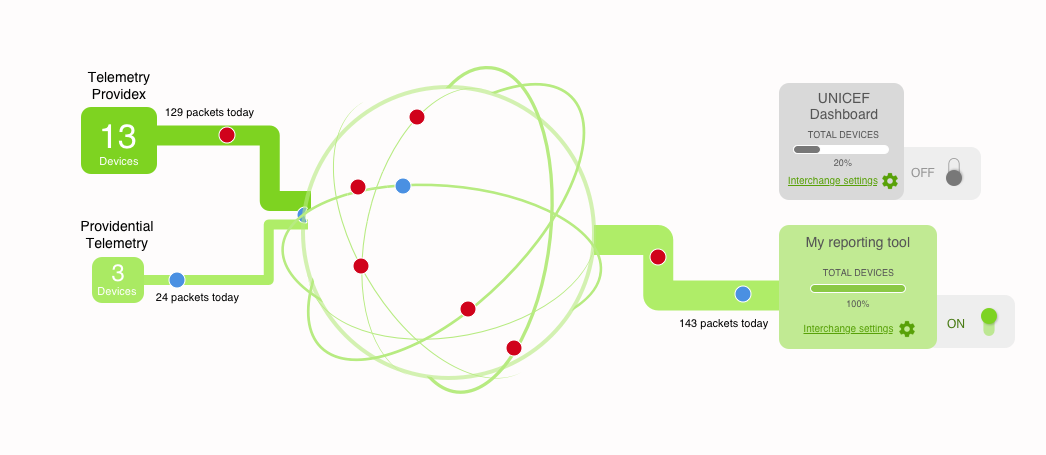 Telemetry
Providex
129 packets today
13
Devices
Providential
Telemetry
3
Devices
24 packets today
143 packets today
UNICEF
Dashboard
TOTAL DEVICES
20%
Interchange settings
OFF
My reporting tool
TOTAL DEVICES
100%
Interchange settings
ON